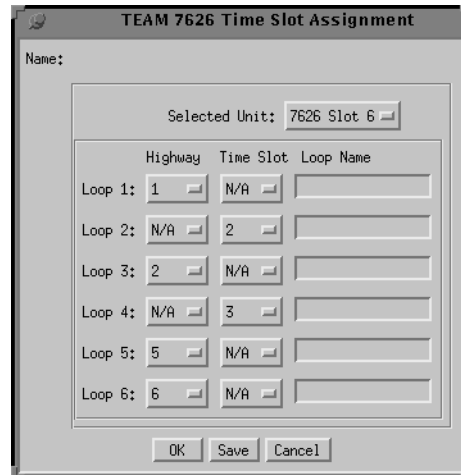 TEAM 7626 Time Slot Assignment
Name:
Selected Unit: 7626 Slot 6
Highway Time Slot Loop Name
Loop 1: 1 N/A
Loop 2: N/A 2
Loop 3: 2 N/A
Loop 4: N/A 3
Loop 5: 5 N/A
Loop 6: 6 N/A
OK Save Cancel